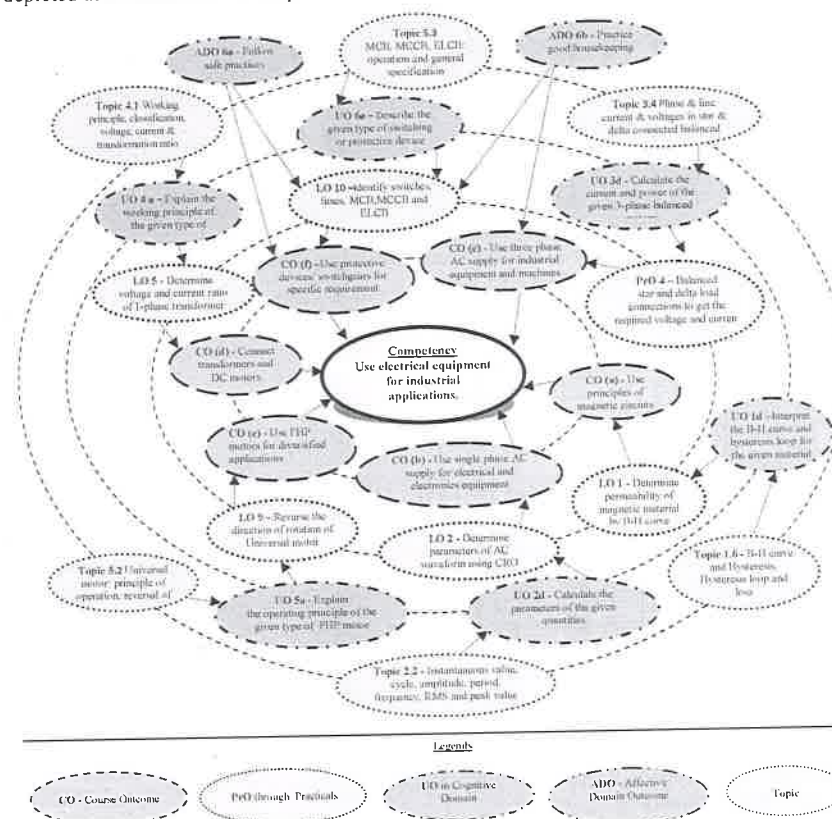 depicted
ADO 6a - Follow
safe practices
Topic 5.3
MCB, MCCB, ELCB:
operation and general
specification
ADO 6b - Practice
good housekeeping
Topic 4.1 Working
principle, classification,
voltage, current &
transformation ratio
UO 6a - Describe the
given type of switching
or protective device
Topic 3.4 Phase & line
current & voltages in star &
delta connected balanced
UO 4 a - Explain the
working principle of
the given type of
LO 10 -Identify switches,
fuses, MCB,MCCB and
ELCB
UO 3d - Calculate the
current and power of the
given 3-phase balanced
LO 5 - Determine
voltage and current ratio
of 1-phase transformer
CO (f) - Use protective
devices/ switchgears for
specific requirement
Use three phase
AC supply for industrial
equipment and machines
PrO 4 - Balanced
star and delta load
connections to get the
required voltage and current
CO (d) - Connect
transformers and
DC motors
Competency
Use electrical equipment
for industrial
applications.
CO (a) - Use
principles of
magnetic circuits
UO 1d - Interpret
the B-H curve and
hysteresis loop for
the given material
CO (e) - Use FHP
motors for diversified
applications
CO (b) - Use single phase AC
supply for electrical and
electronics equipment
LO 1 - Determine
permeability of
magnetic material
by B-H curve
LO 9 - Reverse the
direction of rotation of
Universal motor
LO 2 - Determine
parameters of AC
waveform using CRO
Topic 1.6 - B-H curve
and Hysteresis,
Hysteresis loop and
loss
Topic 5.2 Universal
motor: principle of
operation, reversal of
UO 5a - Explain
the operating principle of the
given type of FHP motor
UO 2d - Calculate the
parameters of the given
quantities
Topic 2.2 - Instantaneous value,
cycle, amplitude, period,
frequency, RMS and peak value
Legends
CO - Course Outcome
PrO through Practicals
UO in Cognitive
Domain
ADO - Affective
Domain Outcome
Topic